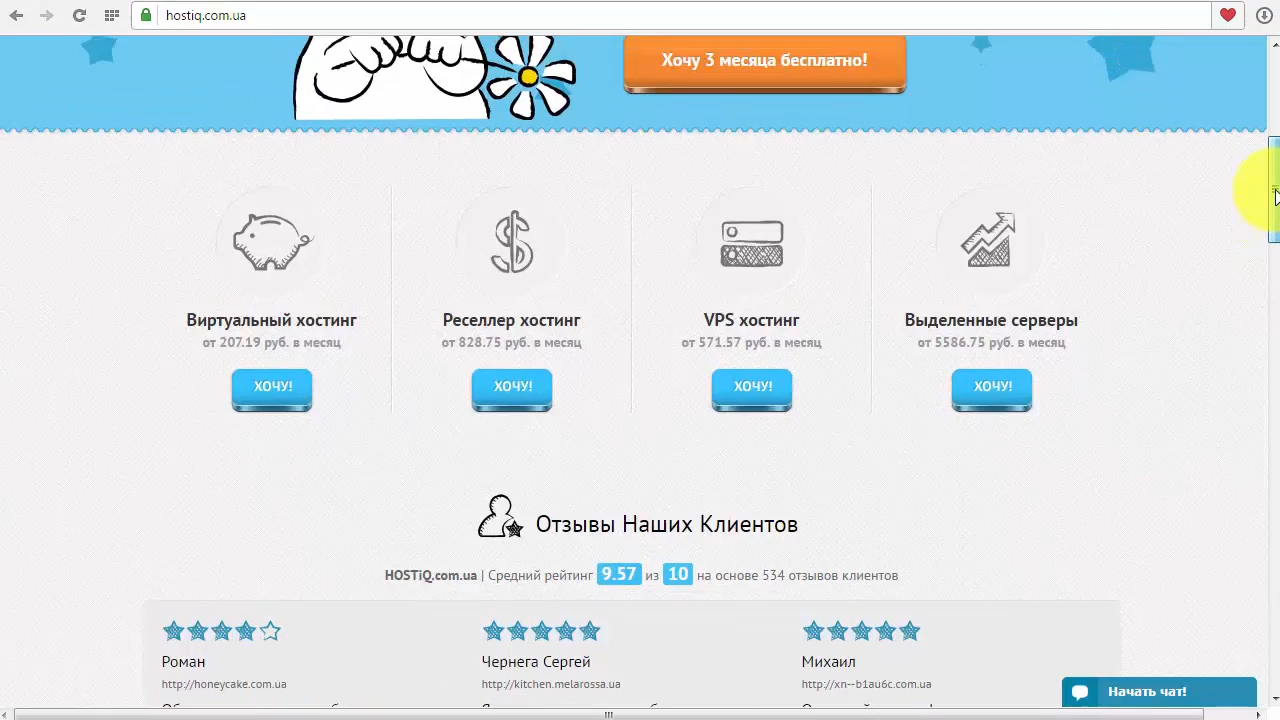 hostiq.com.ua
Хочу 3 месяца бесплатно!
Виртуальный хостинг
от 207.19 руб. в месяц
ХОЧУ!
Реселлер хостинг
от 828.75 руб. в месяц
ХОЧУ!
VPS хостинг
от 571.57 руб. в месяц
ХОЧУ!
Выделенные серверы
от 5586.75 руб. в месяц
ХОЧУ!
Отзывы Наших Клиентов
HOSTiQ.com.ua | Средний рейтинг 9.57 из 10 на основе 534 отзывов клиентов
Роман
http://honeycake.com.ua
Чернега Сергей
http://kitchen.melarossa.ua
Михаил
http://xn--b1au6c.com.ua
Начать чат!